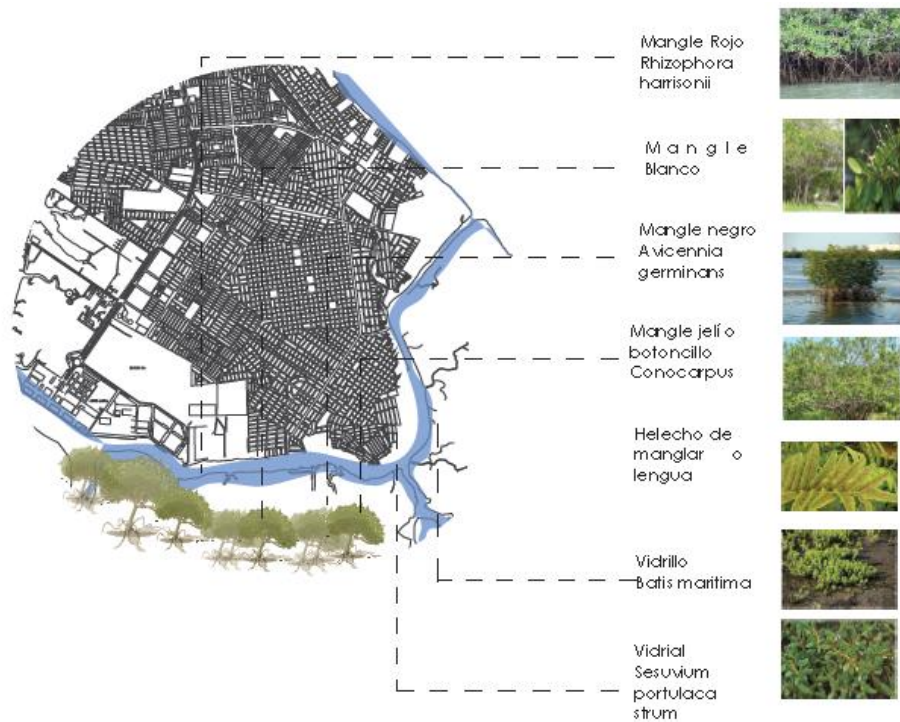 Mangle Rojo
Rhizophora
harrisonii
M a n g l e
Blanco
Mangle negro
Avicennia
germinans
Mangle jelí o
botoncillo
Conocarpus
Helecho de
manglar o
lengua
Vidrillo
Batis maritima
Vidrial
Sesuvium
portulaca
strum